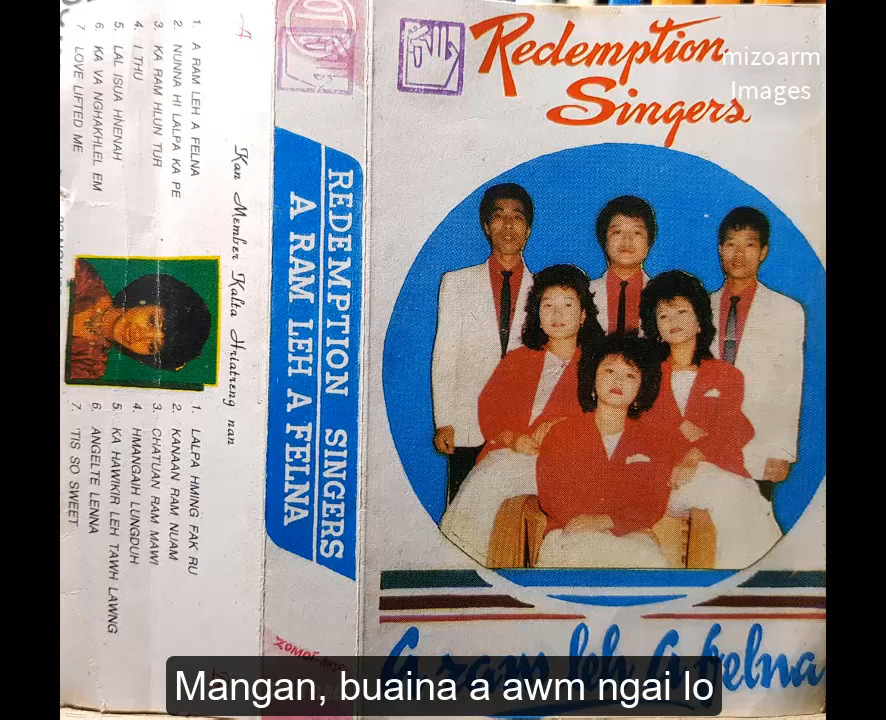 Redemption
Singers
mizoarm
Images
A
1. A RAM LEH A FELNA
2. NUNNA HI LALPA KA PE
3. KA RAM HLUN TUR
4. I THU
5. LAL ISUA HNENAH
6. KA VA NGHAKHLEL EM
7 LOVE LIFTED ME
Kan Member Kalta Hriatreng nan
1. LALPA HMING FAK RU
2. KANAAN RAM NUAM
3. CHATUAN RAM MAWI
4. HMANGAIH LUNGDUH
5. KA HAWIKIR LEH TAWH LAWNG
6. ANGELTE LENNA
7. 'TIS SO SWEET
REDEMPTION SINGERS
A RAM LEH A FELNA
A ram leh A felna
Mangan, buaina a awm ngai lo